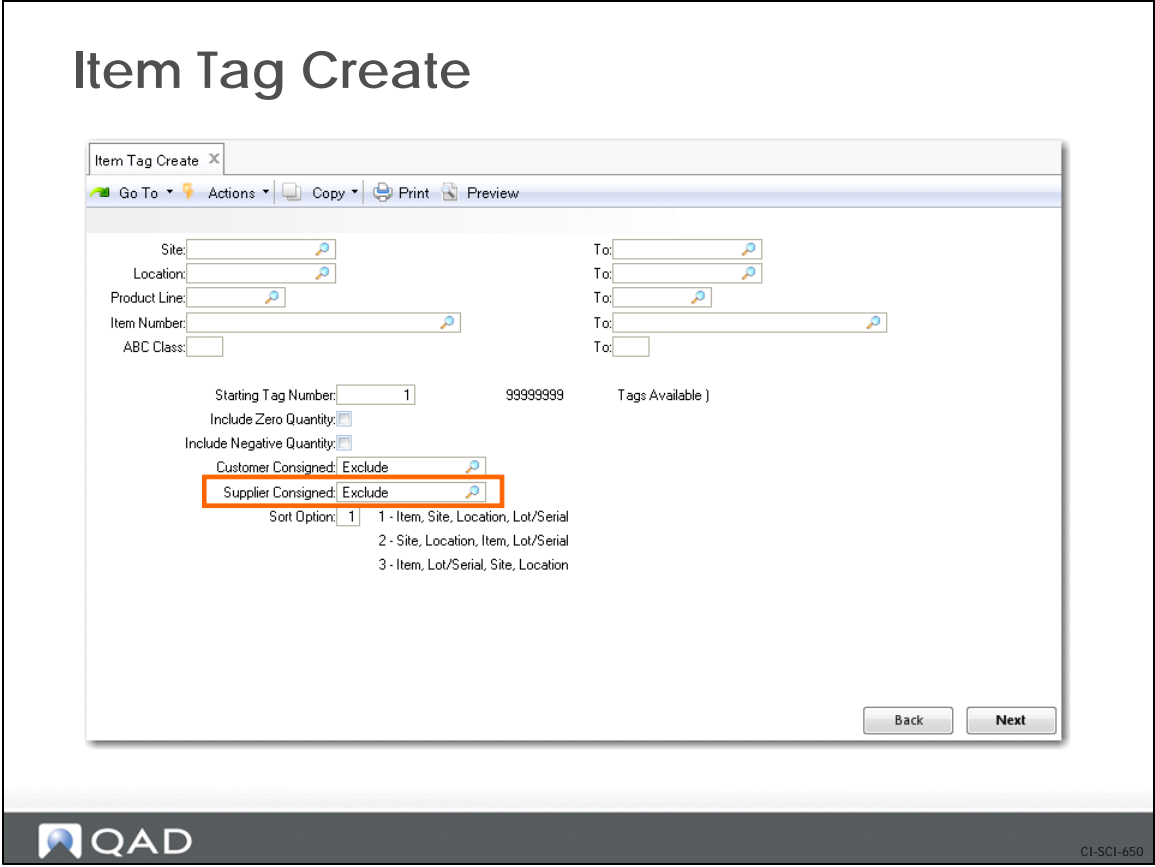 Item Tag Create
Item Tag Create
Go To Actions Copy Print Preview
Site: To:
Location: To:
Product Line: To:
Item Number: To:
ABC Class: To:
Starting Tag Number: 1 99999999 Tags Available )
Include Zero Quantity:
Include Negative Quantity:
Customer Consigned: Exclude
Supplier Consigned: Exclude
Sort Option: 1 1 - Item, Site, Location, Lot/Serial
2 - Site, Location, Item, Lot/Serial
3 - Item, Lot/Serial, Site, Location
Back Next
QAD
CI-SCI-650